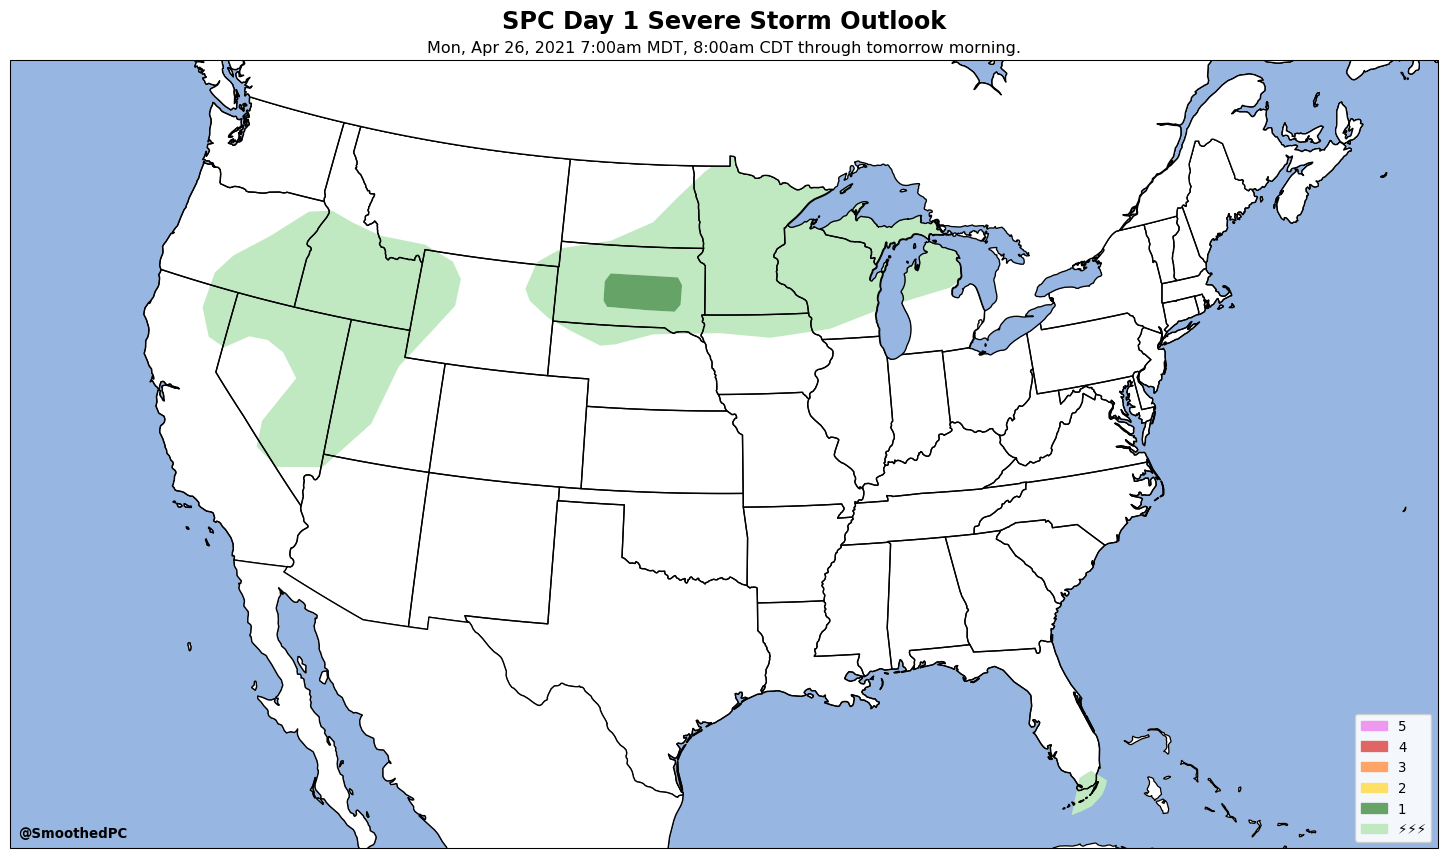 SPC Day 1 Severe Storm Outlook
Mon, Apr 26, 2021 7:00am MDT, 8:00am CDT through tomorrow morning.
5
4
3
2
1
⚡⚡⚡
@SmoothedPC